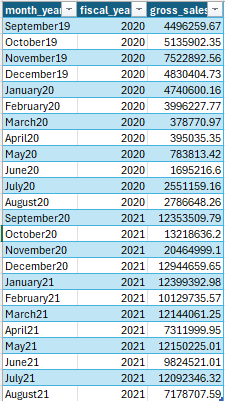 month_year fiscal_yea gross_sales
September19 2020 4496259.67
October19 2020 5135902.35
November19 2020 7522892.56
December19 2020 4830404.73
January20 2020 4740600.16
February20 2020 3996227.77
March20 2020 378770.97
April20 2020 395035.35
May20 2020 783813.42
June20 2020 1695216.6
July20 2020 2551159.16
August20 2020 2786648.26
September20 2021 12353509.79
October20 2021 13218636.2
November20 2021 20464999.1
December20 2021 12944659.65
January21 2021 12399392.98
February21 2021 10129735.57
March21 2021 12144061.25
April21 2021 7311999.95
May21 2021 12150225.01
June21 2021 9824521.01
July21 2021 12092346.32
August21 2021 7178707.59